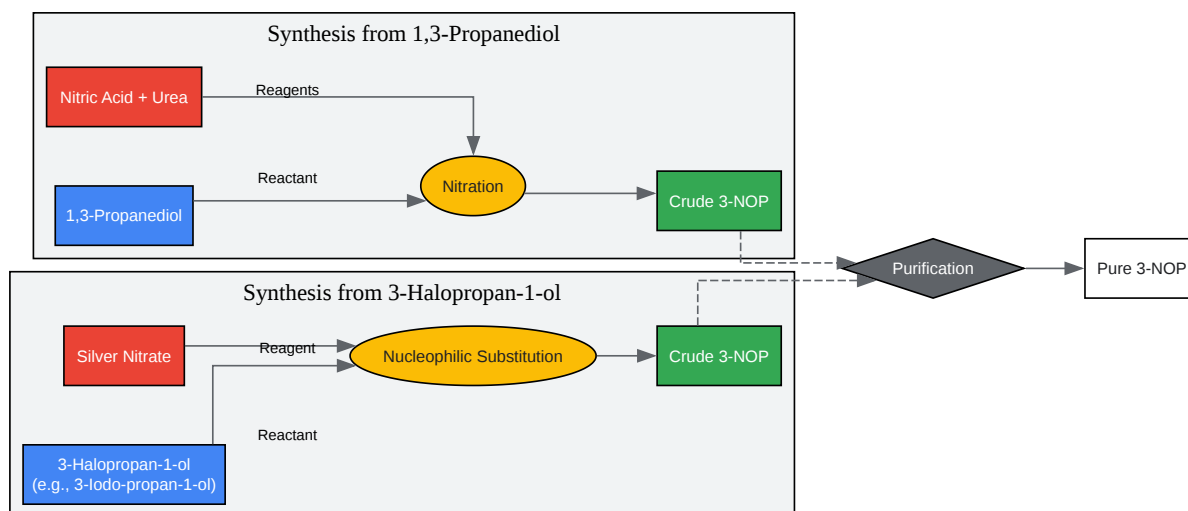 Synthesis from 1,3-Propanediol
Nitric Acid + Urea
Reagents
Reactant
1,3-Propanediol
Nitration
Crude 3-NOP
Purification
Pure 3-NOP
Synthesis from 3-Halopropan-1-ol
Silver Nitrate
Reagent
Nucleophilic Substitution
Crude 3-NOP
Reactant
3-Halopropan-1-ol
(e.g., 3-Iodo-propan-1-ol)